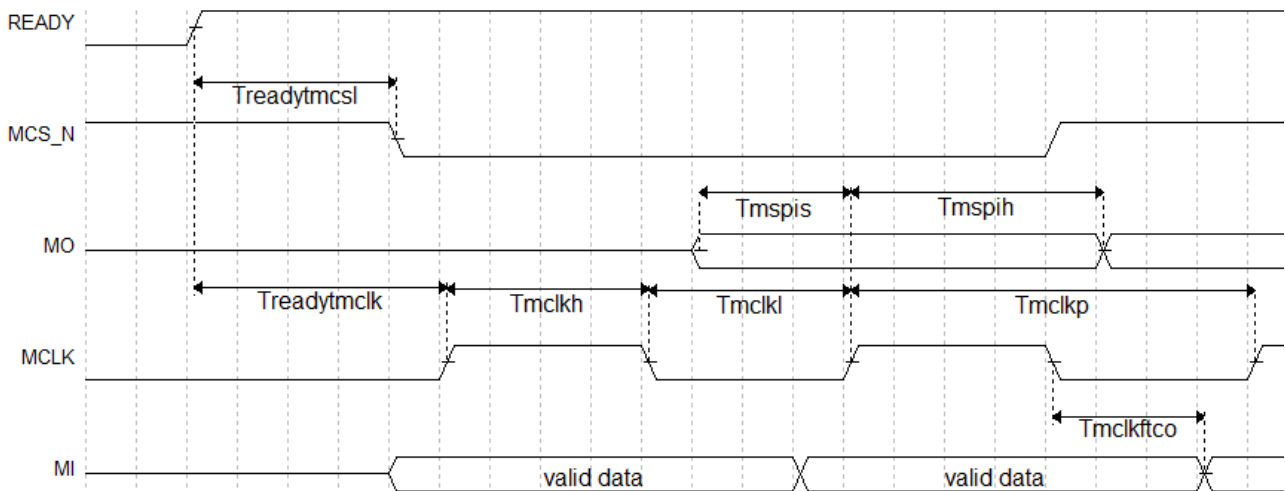 READY
Treadytmcsl
MCS_N
Tmspis
Tmspih
MO
Treadytmclk
Tmclkh
Tmclkl
Tmclkp
MCLK
Tmclkftco
MI
valid data
valid data